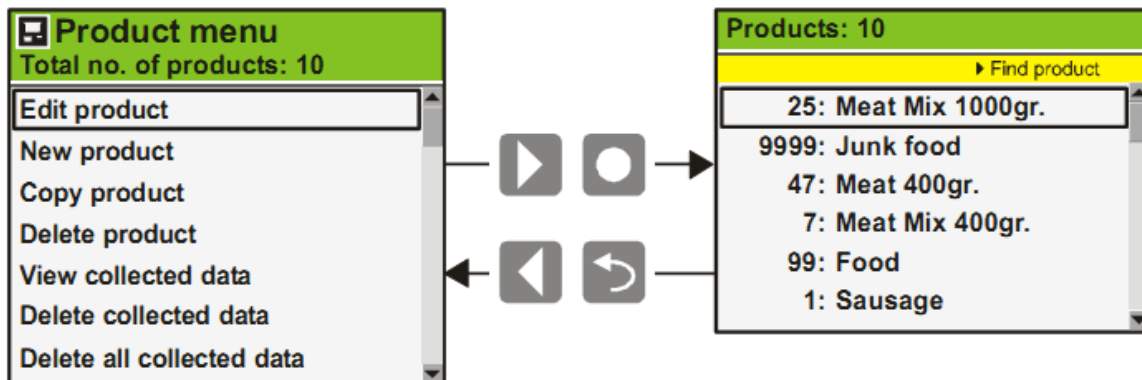 Product menu
Total no. of products: 10
Edit product
New product
Copy product
Delete product
View collected data
Delete collected data
Delete all collected data
Products: 10
Find product
25: Meat Mix 1000gr.
9999: Junk food
47: Meat 400gr.
7: Meat Mix 400gr.
99: Food
1: Sausage